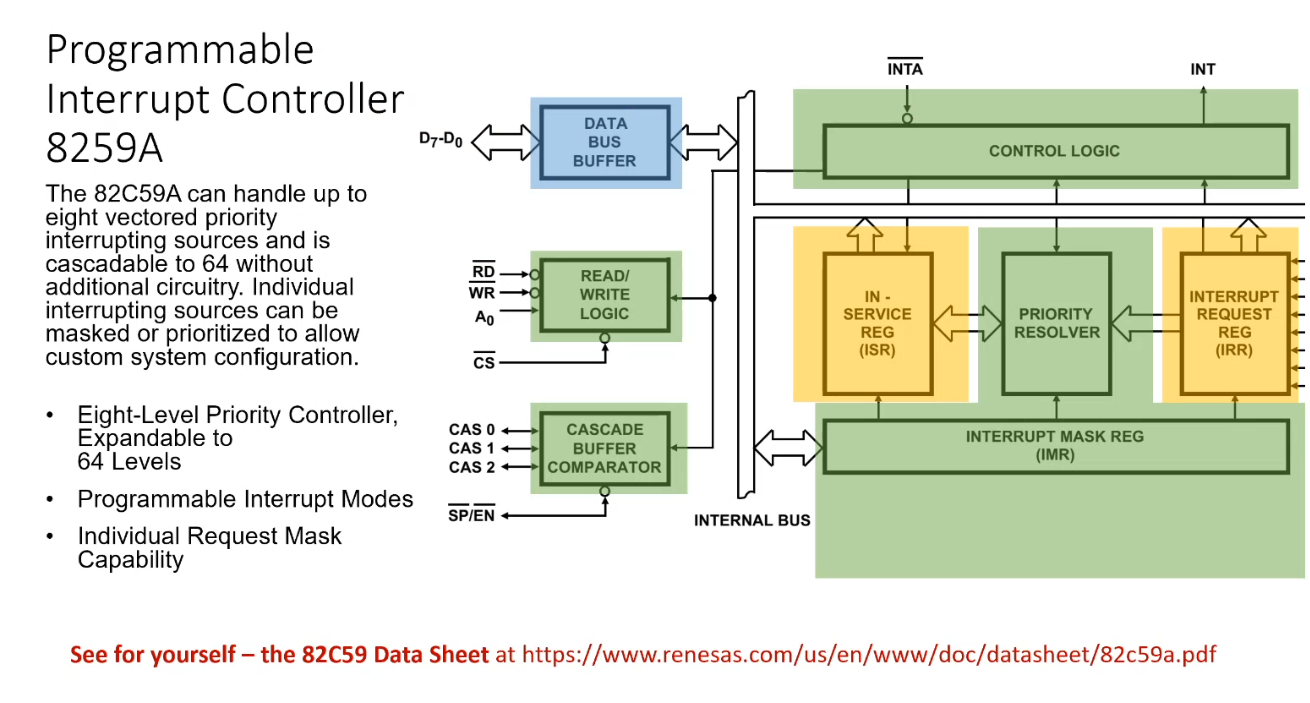 Programmable
Interrupt Controller
8259A
The 82C59A can handle up to
eight vectored priority
interrupting sources and is
cascadable to 64 without
additional circuitry. Individual
interrupting sources can be
masked or prioritized to allow
custom system configuration.
• Eight-Level Priority Controller,
Expandable to
64 Levels
• Programmable Interrupt Modes
• Individual Request Mask
Capability
INTA
INT
D7-D0
DATA
BUS
BUFFER
CONTROL LOGIC
RD
WR
A0
CS
READ/
WRITE
LOGIC
IN -
SERVICE
REG
(ISR)
PRIORITY
RESOLVER
INTERRUPT
REQUEST
REG
(IRR)
CAS 0
CAS 1
CAS 2
CASCADE
BUFFER
COMPARATOR
SP/EN
INTERRUPT MASK REG
(IMR)
INTERNAL BUS
See for yourself – the 82C59 Data Sheet at https://www.renesas.com/us/en/www/doc/datasheet/82c59a.pdf